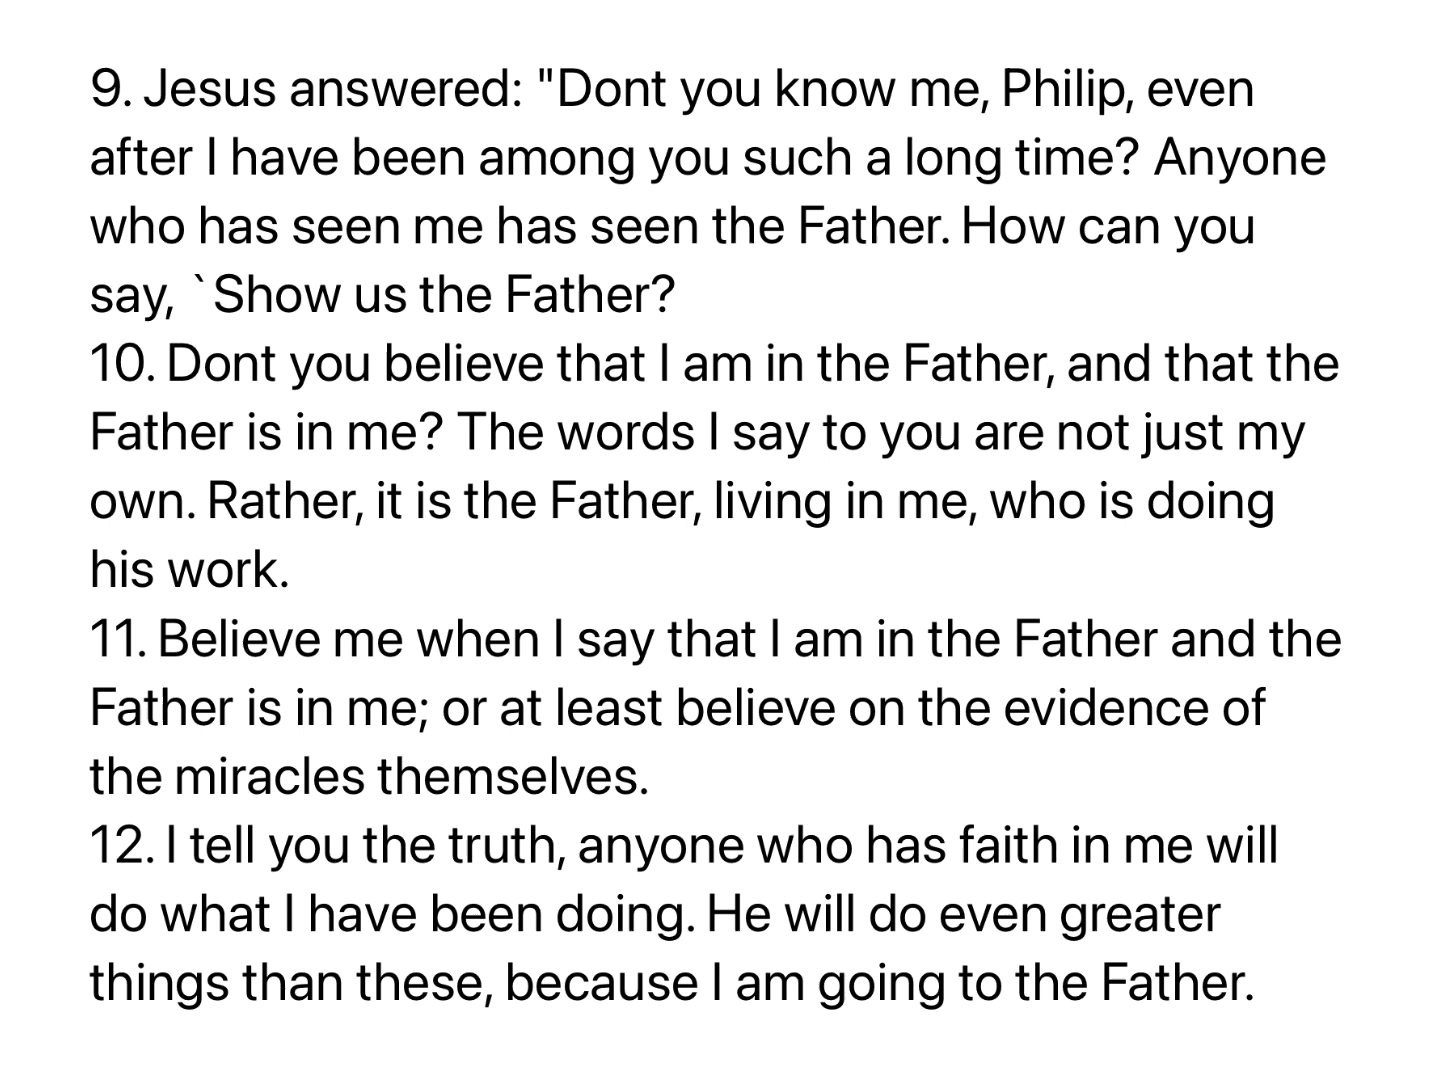 9. Jesus answered: "Dont you know me, Philip, even
after I have been among you such a long time? Anyone
who has seen me has seen the Father. How can you
say, `Show us the Father?
10. Dont you believe that I am in the Father, and that the
Father is in me? The words I say to you are not just my
own. Rather, it is the Father, living in me, who is doing
his work.
11. Believe me when I say that I am in the Father and the
Father is in me; or at least believe on the evidence of
the miracles themselves.
12. I tell you the truth, anyone who has faith in me will
do what I have been doing. He will do even greater
things than these, because I am going to the Father.